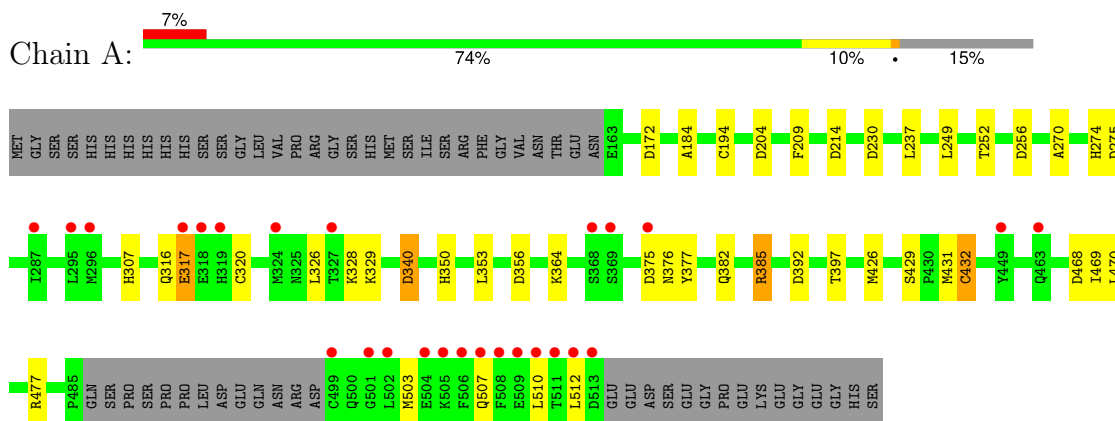 7%
Chain A:
74% 10% • 15%
MET GLY SER SER HIS HIS HIS HIS HIS HIS SER SER GLY LEU VAL PRO ARG GLY SER HIS MET SER ILE SER ARG PHE GLY VAL ASN THR GLU ASN E163 D172 A184 C194 D204 F209 D214 D230 L237 L249 T252 D256 A270 H274
I287 L295 M296 H307 Q316 E317 E318 H319 C320 M324 N325 L326 T327 K328 K329 D340 H350 L353 D356 K364 S368 S369 D375 N376 Y377 Q382 R385 D392 T397 M426 S429 P430 M431 C432 Y449 Q463 D468 I469 L470
R477 P485 GLN SER PRO SER PRO PRO LEU ASP GLU GLN ASN ARG ASP C499 Q500 G501 L502 M503 E504 K505 F506 Q507 F508 E509 L510 T511 L512 D513 GLU GLU ASP SER GLU GLY PRO GLU LYS GLU GLY GLU GLU GLY HIS SER